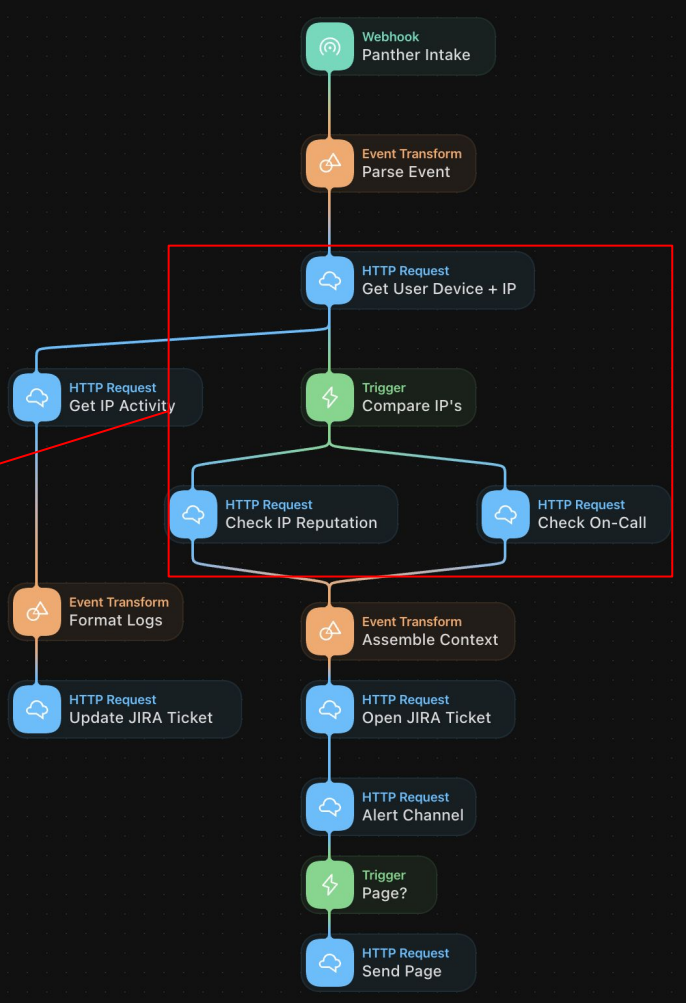 Webhook
Panther Intake
Event Transform
Parse Event
HTTP Request
Get User Device + IP
HTTP Request
Get IP Activity
Trigger
Compare IP's
HTTP Request
Check IP Reputation
HTTP Request
Check On-Call
Event Transform
Format Logs
Event Transform
Assemble Context
HTTP Request
Update JIRA Ticket
HTTP Request
Open JIRA Ticket
HTTP Request
Alert Channel
Trigger
Page?
HTTP Request
Send Page